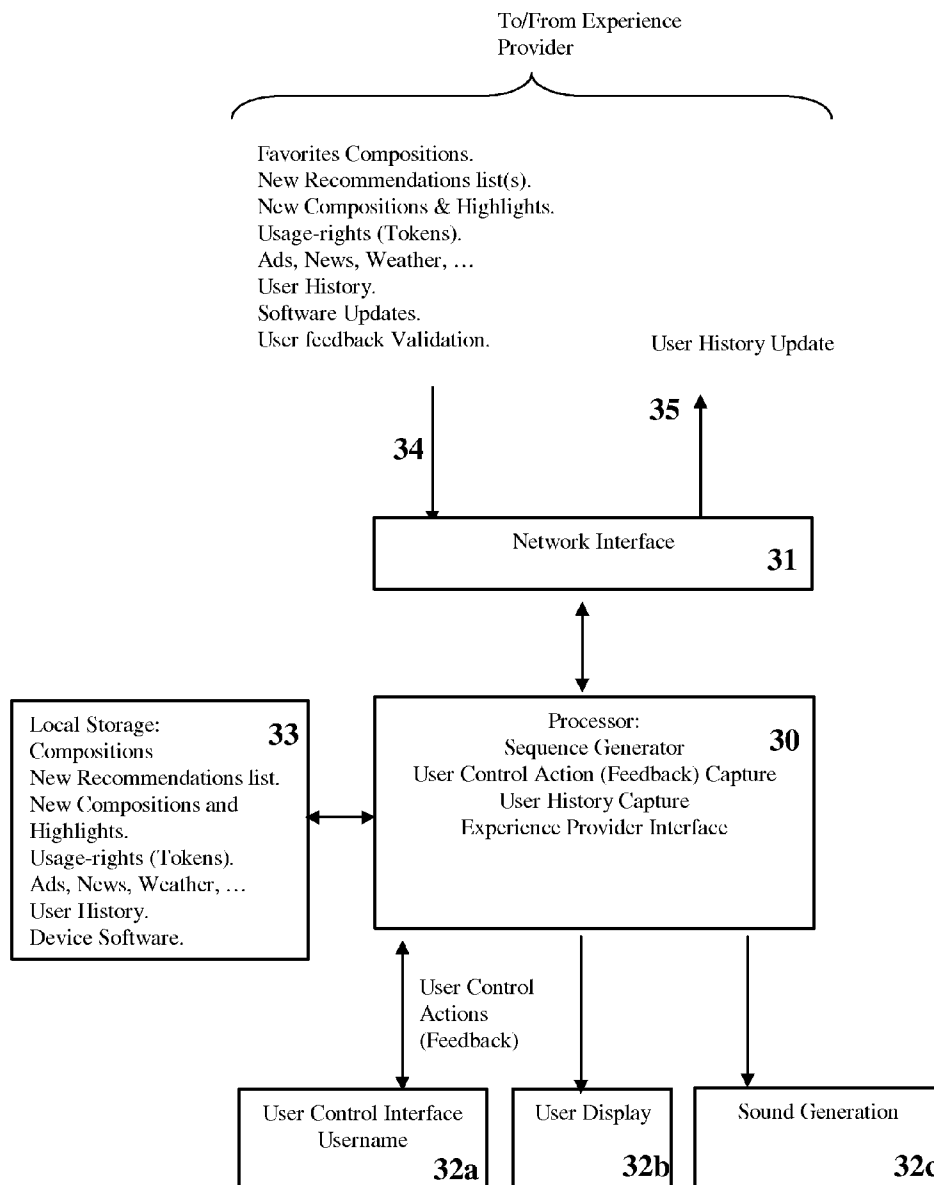 To/From Experience
Provider
Favorites Compositions.
New Recommendations list(s).
New Compositions & Highlights.
Usage-rights (Tokens).
Ads, News, Weather, …
User History.
Software Updates.
User feedback Validation.
User History Update
35
34
Network Interface
31
Local Storage:
33
Compositions
New Recommendations list.
New Compositions and
Highlights.
Usage-rights (Tokens).
Ads, News, Weather, …
User History.
Device Software.
Processor:
30
Sequence Generator
User Control Action (Feedback) Capture
User History Capture
Experience Provider Interface
User Control
Actions
(Feedback)
User Control Interface
Username
32a
User Display
32b
Sound Generation
32c